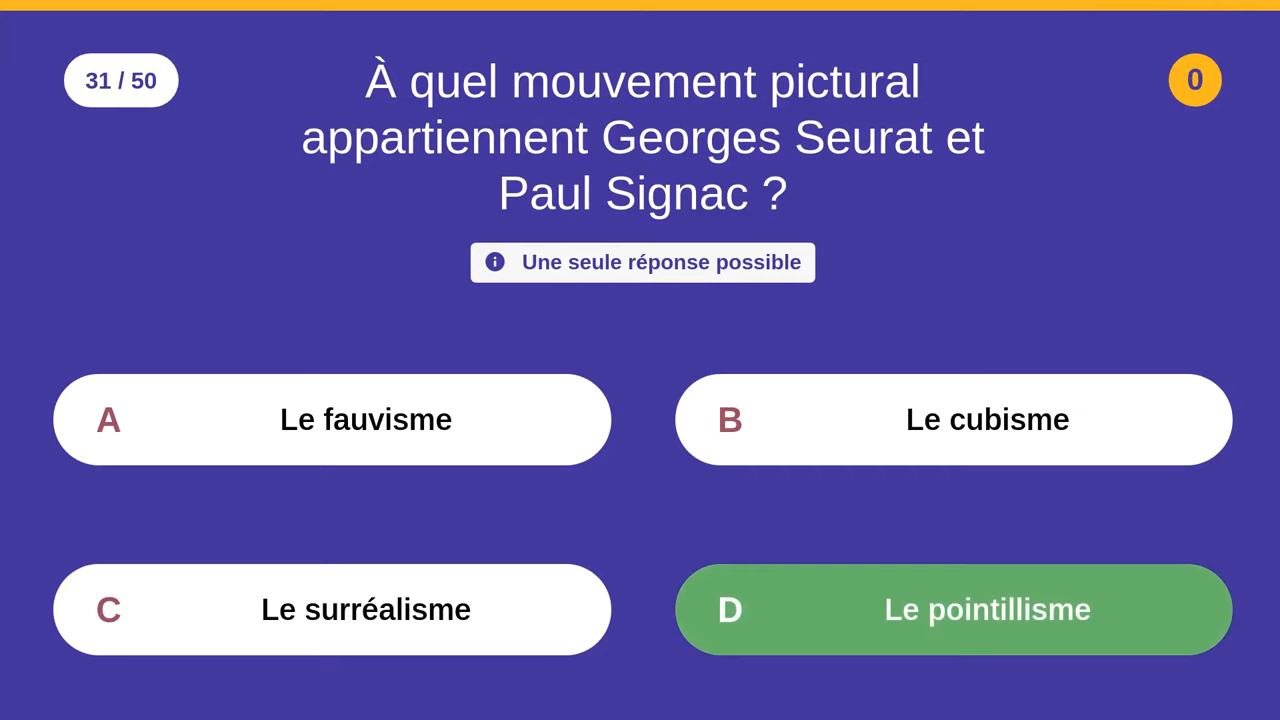 31 / 50
À quel mouvement pictural
appartiennent Georges Seurat et
Paul Signac ?
0
Une seule réponse possible
A Le fauvisme
B Le cubisme
C Le surréalisme
D Le pointillisme